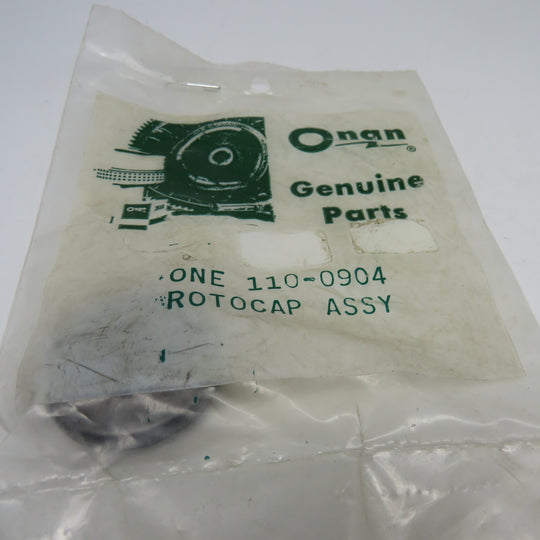 Onan ®
Genuine
Parts
ONE 110-0904
ROTOCAP ASSY